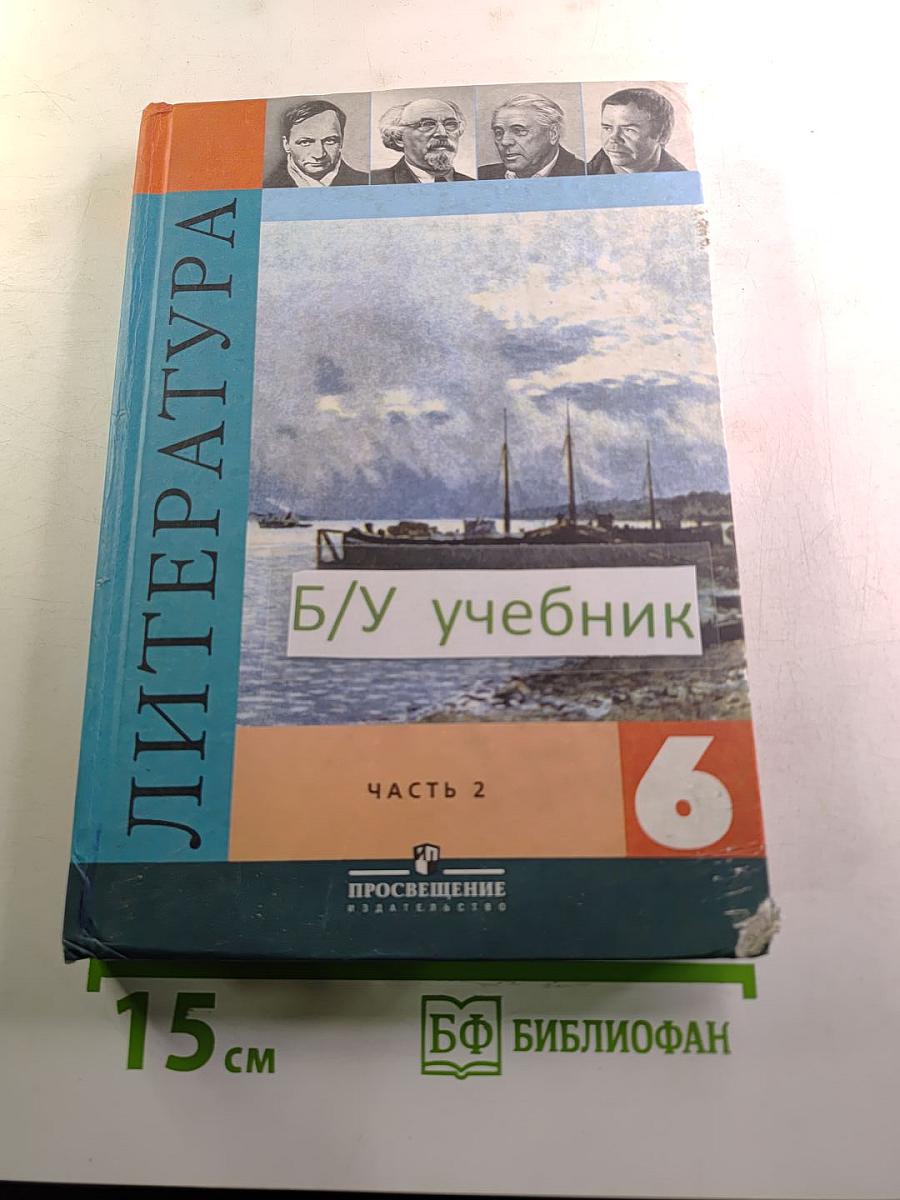 ЛИТЕРАТУРА
Б/У учебник
ЧАСТЬ 2
6
ПРОСВЕЩЕНИЕ
ИЗДАТЕЛЬСТВО
15 см
БФ БИБЛИОФАН